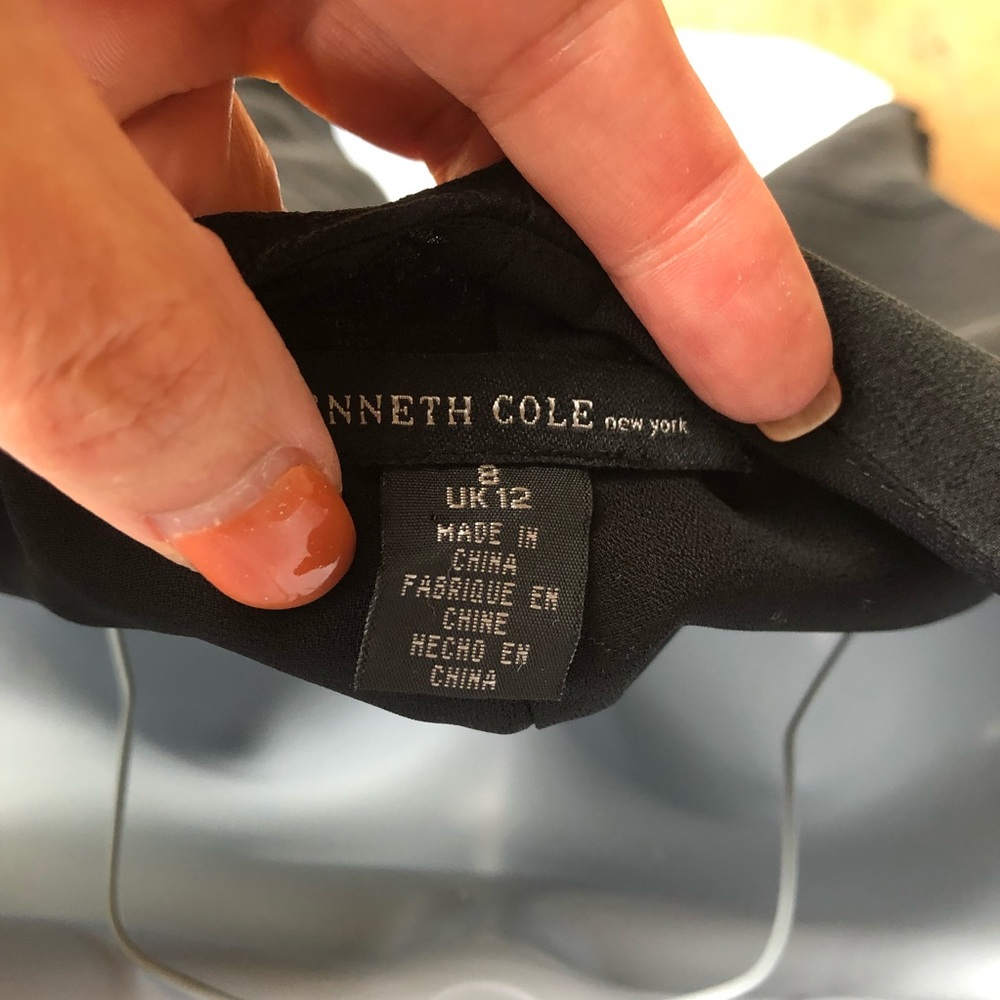 NNETH COLE new york
8
UK 12
MADE IN
CHINA
FABRIQUE EN
CHINE
HECHO EN
CHINA